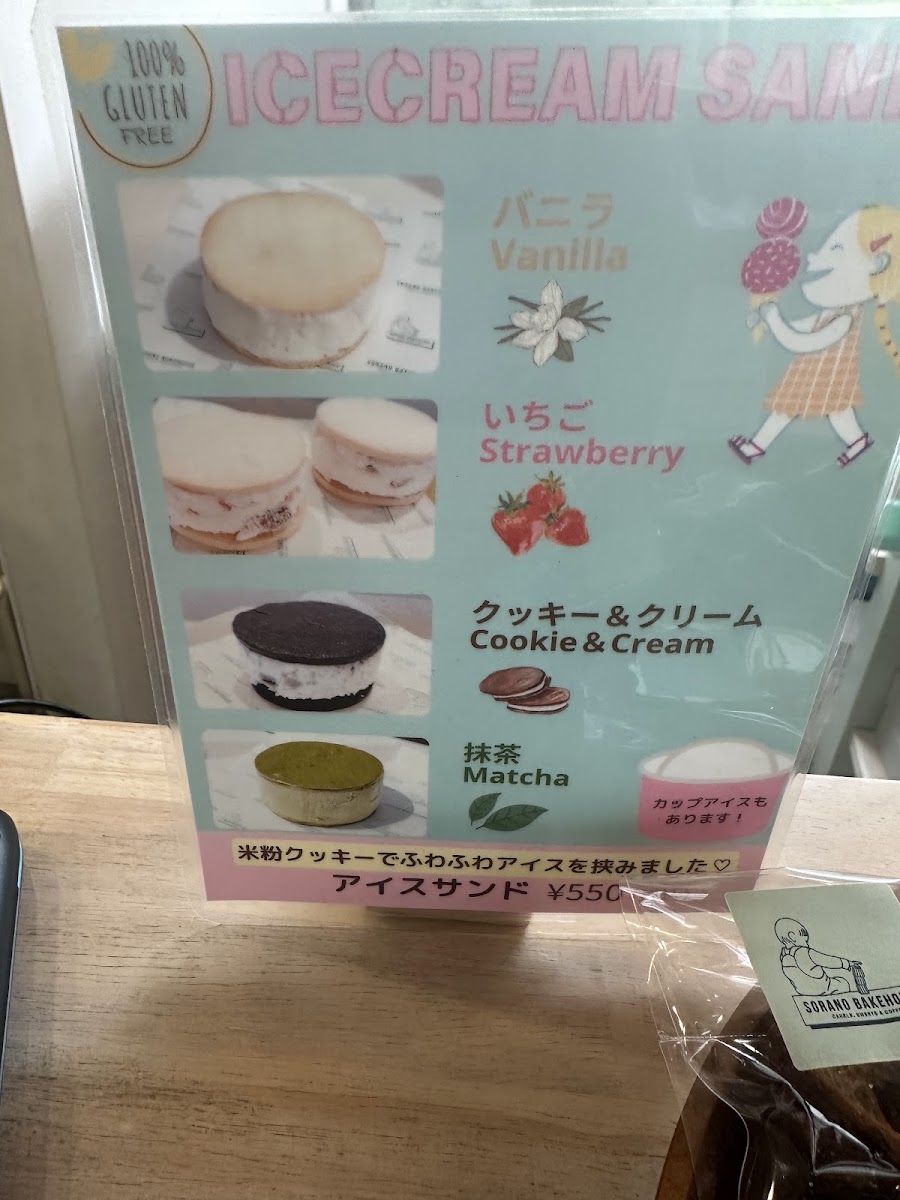 100%
GLUTEN
FREE
ICECREAM SAN
バニラ
Vanilla
いちご
Strawberry
クッキー＆クリーム
Cookie＆Cream
抹茶
Matcha
カップアイスも
あります！
米粉クッキーでふわふわアイスを挟みました♡
アイスサンド ¥550
SORANO BAKEHO